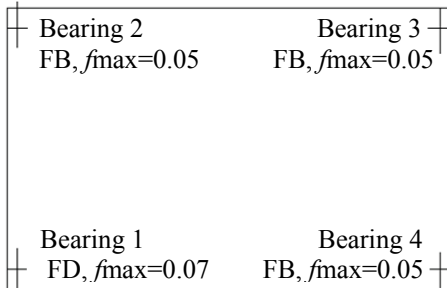 Bearing 2
FB, fmax=0.05
Bearing 3
FB, fmax=0.05
Bearing 1
FD, fmax=0.07
Bearing 4
FB, fmax=0.05